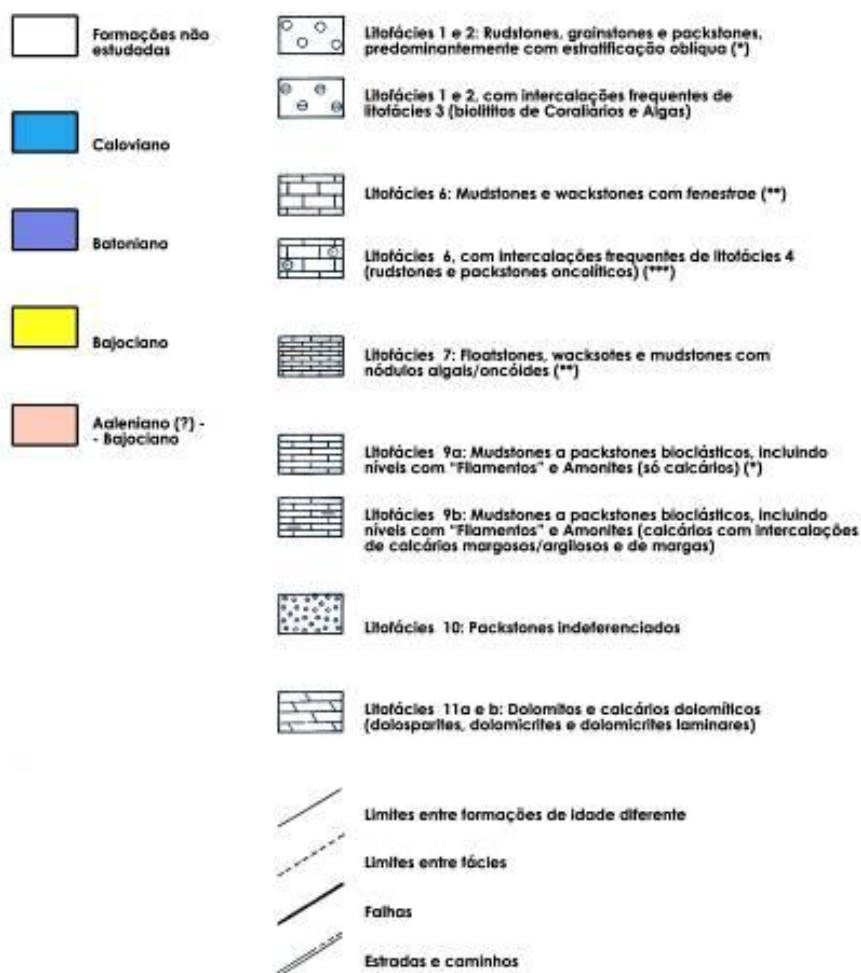 Formações não
estudadas
Caloviano
Batoniano
Bajociano
Aaleniano (?) -
- Bajociano
Litofácies 1 e 2: Rudstones, grainstones e packstones,
predominantemente com estratificação oblíqua (*)
Litofácies 1 e 2, com intercalações frequentes de
litofácies 3 (biolititos de Coraliários e Algas)
Litofácies 6: Mudstones e wackstones com fenestrae (**)
Litofácies 6, com intercalações frequentes de litofácies 4
(rudstones e packstones oncolíticos) (***)
Litofácies 7: Floatstones, wacksotes e mudstones com
nódulos algais/oncóides (**)
Litofácies 9a: Mudstones a packstones bioclásticos, incluindo
níveis com "Filamentos" e Amonites (só calcários) (*)
Litofácies 9b: Mudstones a packstones bioclásticos, incluindo
níveis com "Filamentos" e Amonites (calcários com intercalações
de calcários margosos/argilosos e de margas)
Litofácies 10: Packstones indeferenciados
Litofácies 11a e b: Dolomitos e calcários dolomíticos
(dolosparites, dolomicrites e dolomicrites laminares)
Limites entre formações de idade diferente
Limites entre fácies
Falhas
Estradas e caminhos